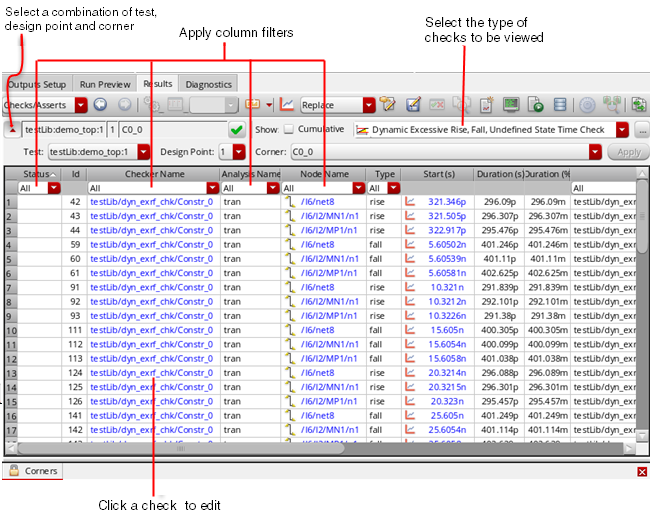 Select a combination of test,
design point and corner
Apply column filters
Select the type of
checks to be viewed
Outputs Setup Run Preview Results Diagnostics
Checks/Asserts Replace
testLib:demo_top:1 1 C0_0 Show: Cumulative Dynamic Excessive Rise, Fall, Undefined State Time Check ...
Test: testLib:demo_top:1 Design Point: 1 Corner: C0_0 Apply
Status Id Checker Name Analysis Name Node Name Type Start(s) Duration (s) Duration (%
All All All All All All
1 42 testLib/dyn_exrf_chk/Constr_0 tran /I6/net8 rise 321.346p 296.09p 296.09m testLib/dyn_exr
2 43 testLib/dyn_exrf_chk/Constr_0 tran /I6/I2/MN1/n1 rise 321.505p 296.307p 296.307m testLib/dyn_exr
3 44 testLib/dyn_exrf_chk/Constr_0 tran /I6/I2/MP1/n1 rise 322.917p 295.476p 295.476m testLib/dyn_exr
4 59 testLib/dyn_exrf_chk/Constr_0 tran /I6/net8 fall 5.60502n 401.246p 401.246m testLib/dyn_exr
5 60 testLib/dyn_exrf_chk/Constr_0 tran /I6/I2/MN1/n1 fall 5.60539n 401.11p 401.11m testLib/dyn_exr
6 61 testLib/dyn_exrf_chk/Constr_0 tran /I6/I2/MP1/n1 fall 5.60581n 402.625p 402.625m testLib/dyn_exr
7 91 testLib/dyn_exrf_chk/Constr_0 tran /I6/net8 rise 10.321n 291.839p 291.839m testLib/dyn_exr
8 92 testLib/dyn_exrf_chk/Constr_0 tran /I6/I2/MN1/n1 rise 10.3212n 292.101p 292.101m testLib/dyn_exr
9 93 testLib/dyn_exrf_chk/Constr_0 tran /I6/I2/MP1/n1 rise 10.3226n 291.38p 291.38m testLib/dyn_exr
10 111 testLib/dyn_exrf_chk/Constr_0 tran /I6/net8 fall 15.605n 400.305p 400.305m testLib/dyn_exr
11 112 testLib/dyn_exrf_chk/Constr_0 tran /I6/I2/MN1/n1 fall 15.6054n 400.099p 400.099m testLib/dyn_exr
12 113 testLib/dyn_exrf_chk/Constr_0 tran /I6/I2/MP1/n1 fall 15.6058n 401.038p 401.038m testLib/dyn_exr
13 124 testLib/dyn_exrf_chk/Constr_0 tran /I6/net8 rise 20.3214n 296.088p 296.088m testLib/dyn_exr
14 125 testLib/dyn_exrf_chk/Constr_0 tran /I6/I2/MN1/n1 rise 20.3215n 296.301p 296.301m testLib/dyn_exr
15 126 testLib/dyn_exrf_chk/Constr_0 tran /I6/I2/MP1/n1 rise 20.323n 295.457p 295.457m testLib/dyn_exr
16 141 testLib/dyn_exrf_chk/Constr_0 tran /I6/net8 fall 25.605n 401.249p 401.249m testLib/dyn_exr
17 142 testLib/dyn_exrf_chk/Constr_0 tran /I6/I2/MN1/n1 fall 25.6054n 401.114p 401.114m testLib/dyn_exr
Corners
Click a check to edit